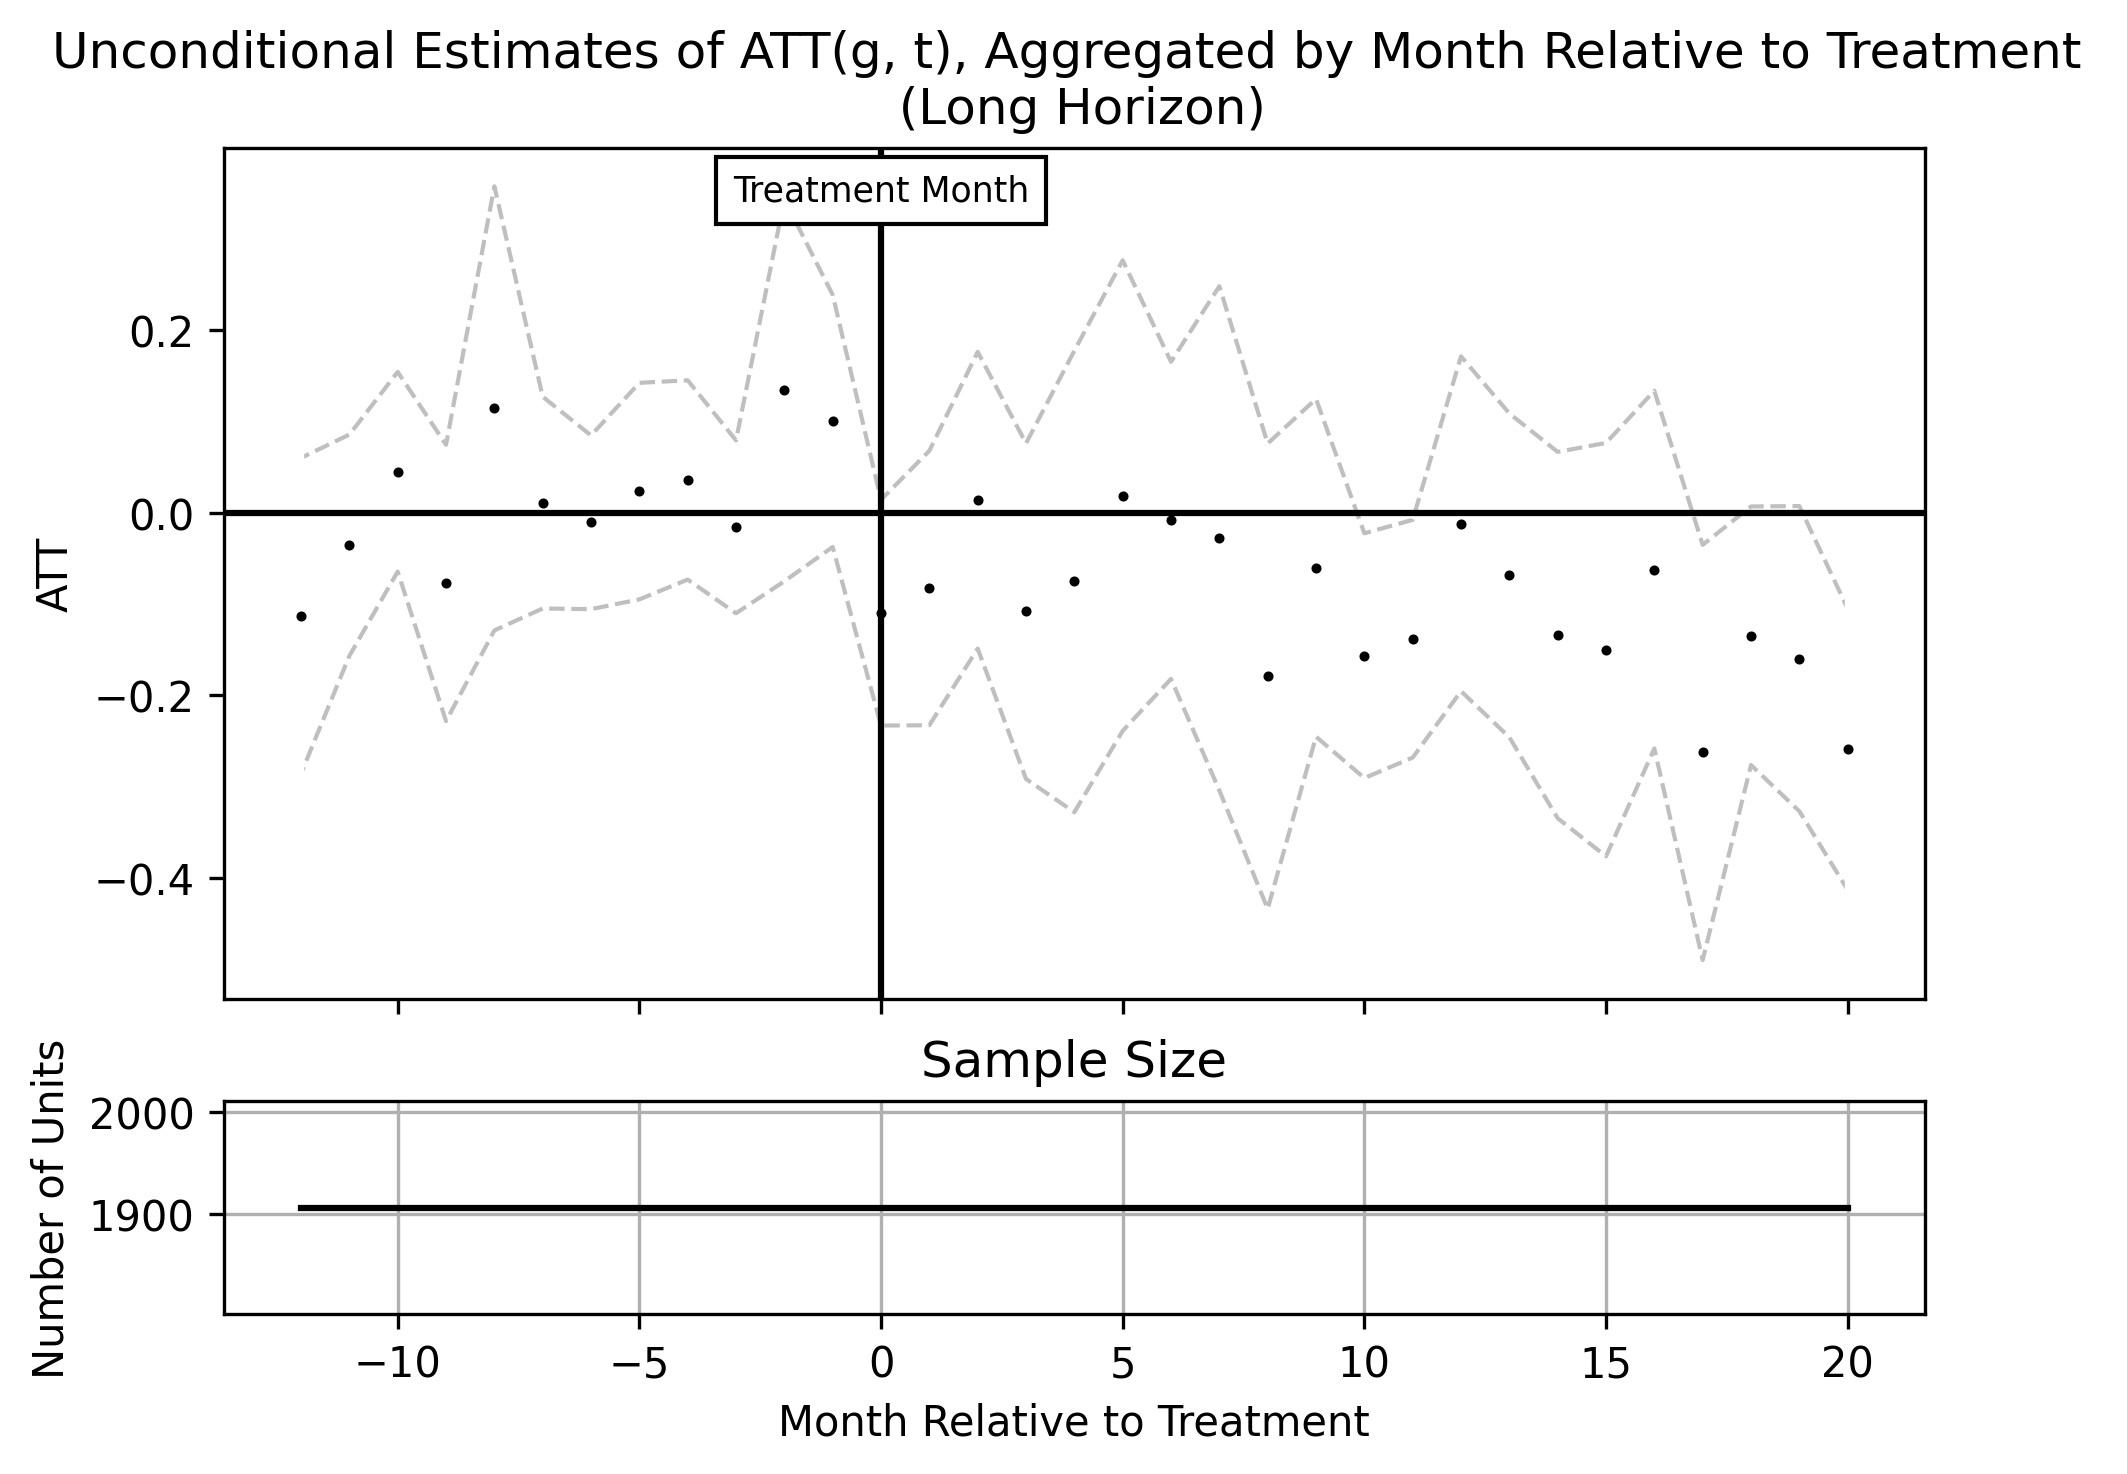 Unconditional Estimates of ATT(g, t), Aggregated by Month Relative to Treatment
(Long Horizon)
Treatment Month
ATT
0.2
0.0
−0.2
−0.4
Sample Size
Number of Units
2000
1900
−10 −5 0 5 10 15 20
Month Relative to Treatment